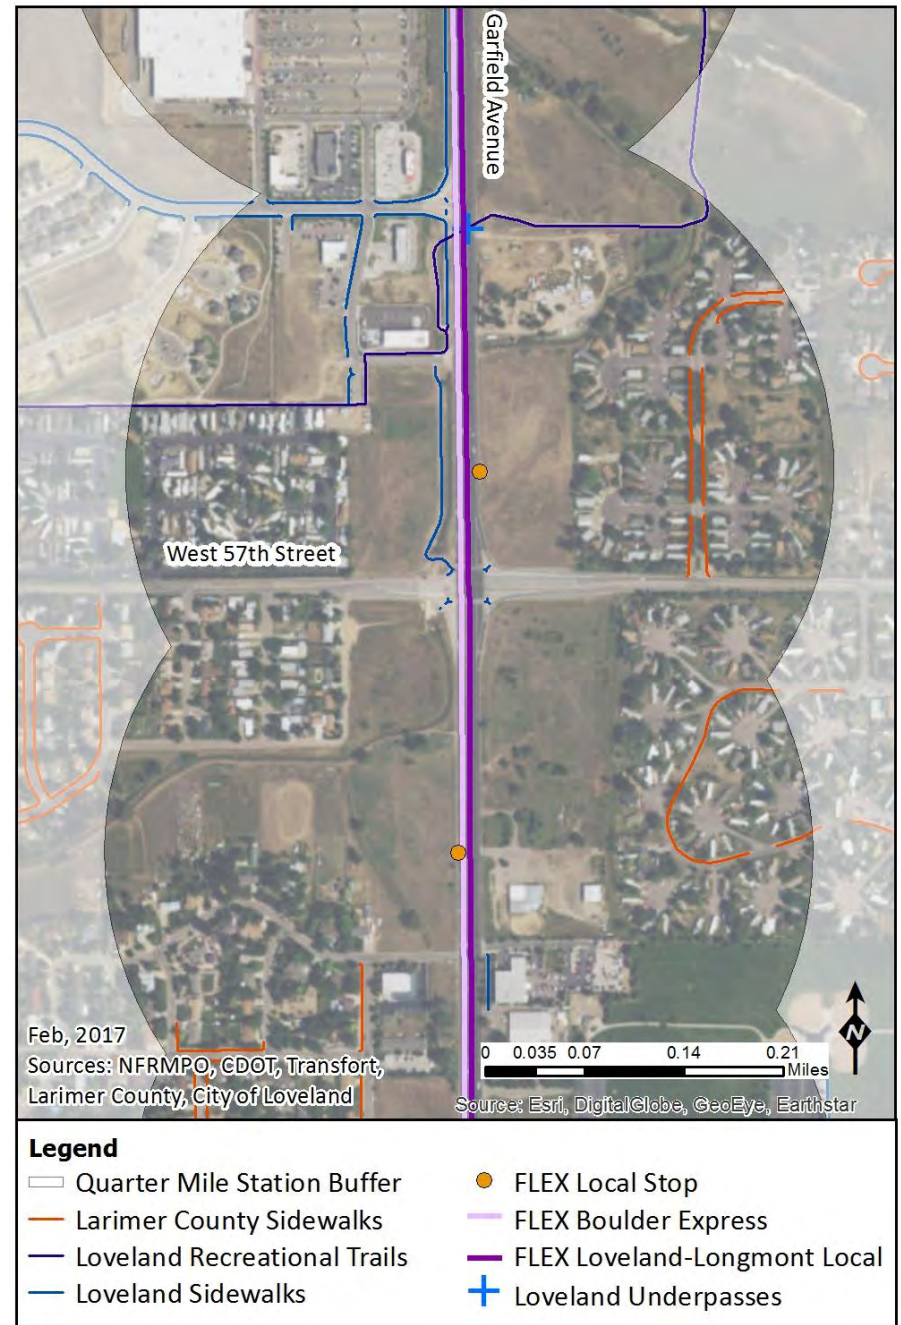 Garfield Avenue
West 57th Street
Feb, 2017
Sources: NFRMPO, CDOT, Transfort,
Larimer County, City of Loveland
N
0 0.035 0.07 0.14 0.21
Miles
Source: Esri, DigitalGlobe, GeoEye, Earthstar
Legend
Quarter Mile Station Buffer
Larimer County Sidewalks
Loveland Recreational Trails
Loveland Sidewalks
FLEX Local Stop
FLEX Boulder Express
FLEX Loveland-Longmont Local
Loveland Underpasses